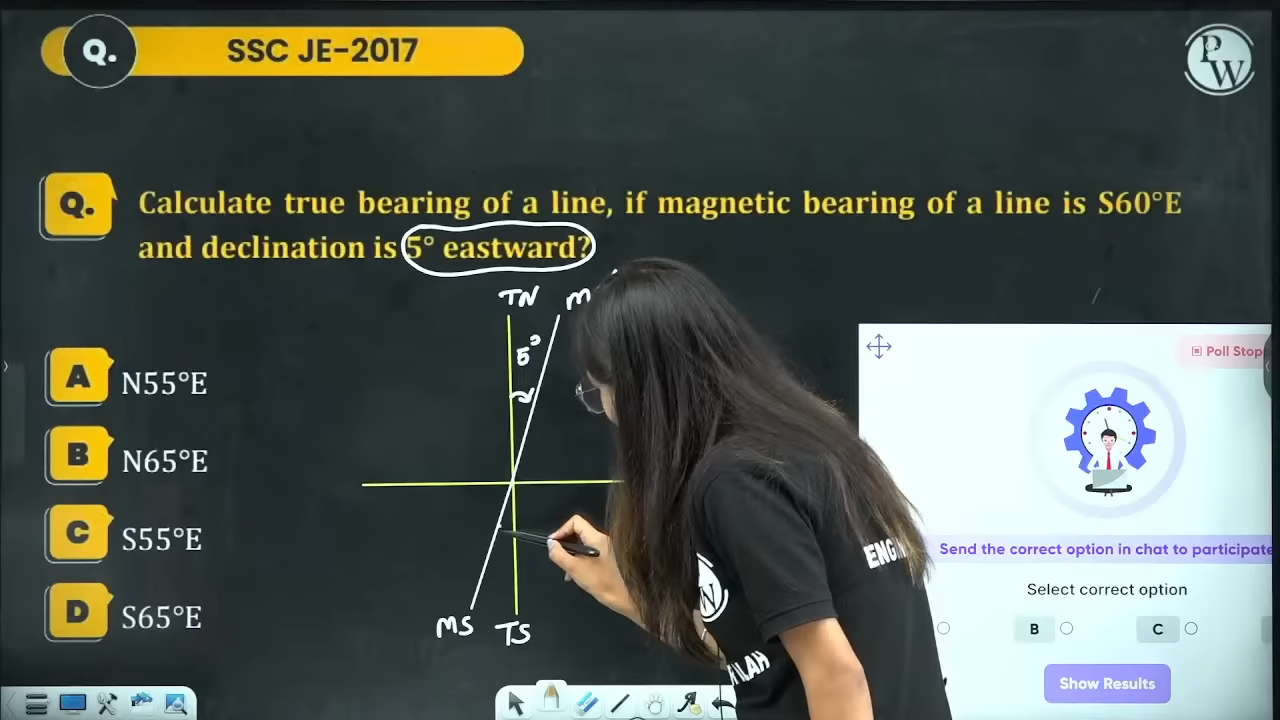 Q.
SSC JE-2017
PW
Q.
Calculate true bearing of a line, if magnetic bearing of a line is S60°E
and declination is 5° eastward?
TN
M
5°
A
N55°E
B
N65°E
C
S55°E
D
S65°E
MS
TS
Poll Stop
Send the correct option in chat to participate
Select correct option
B
C
Show Results